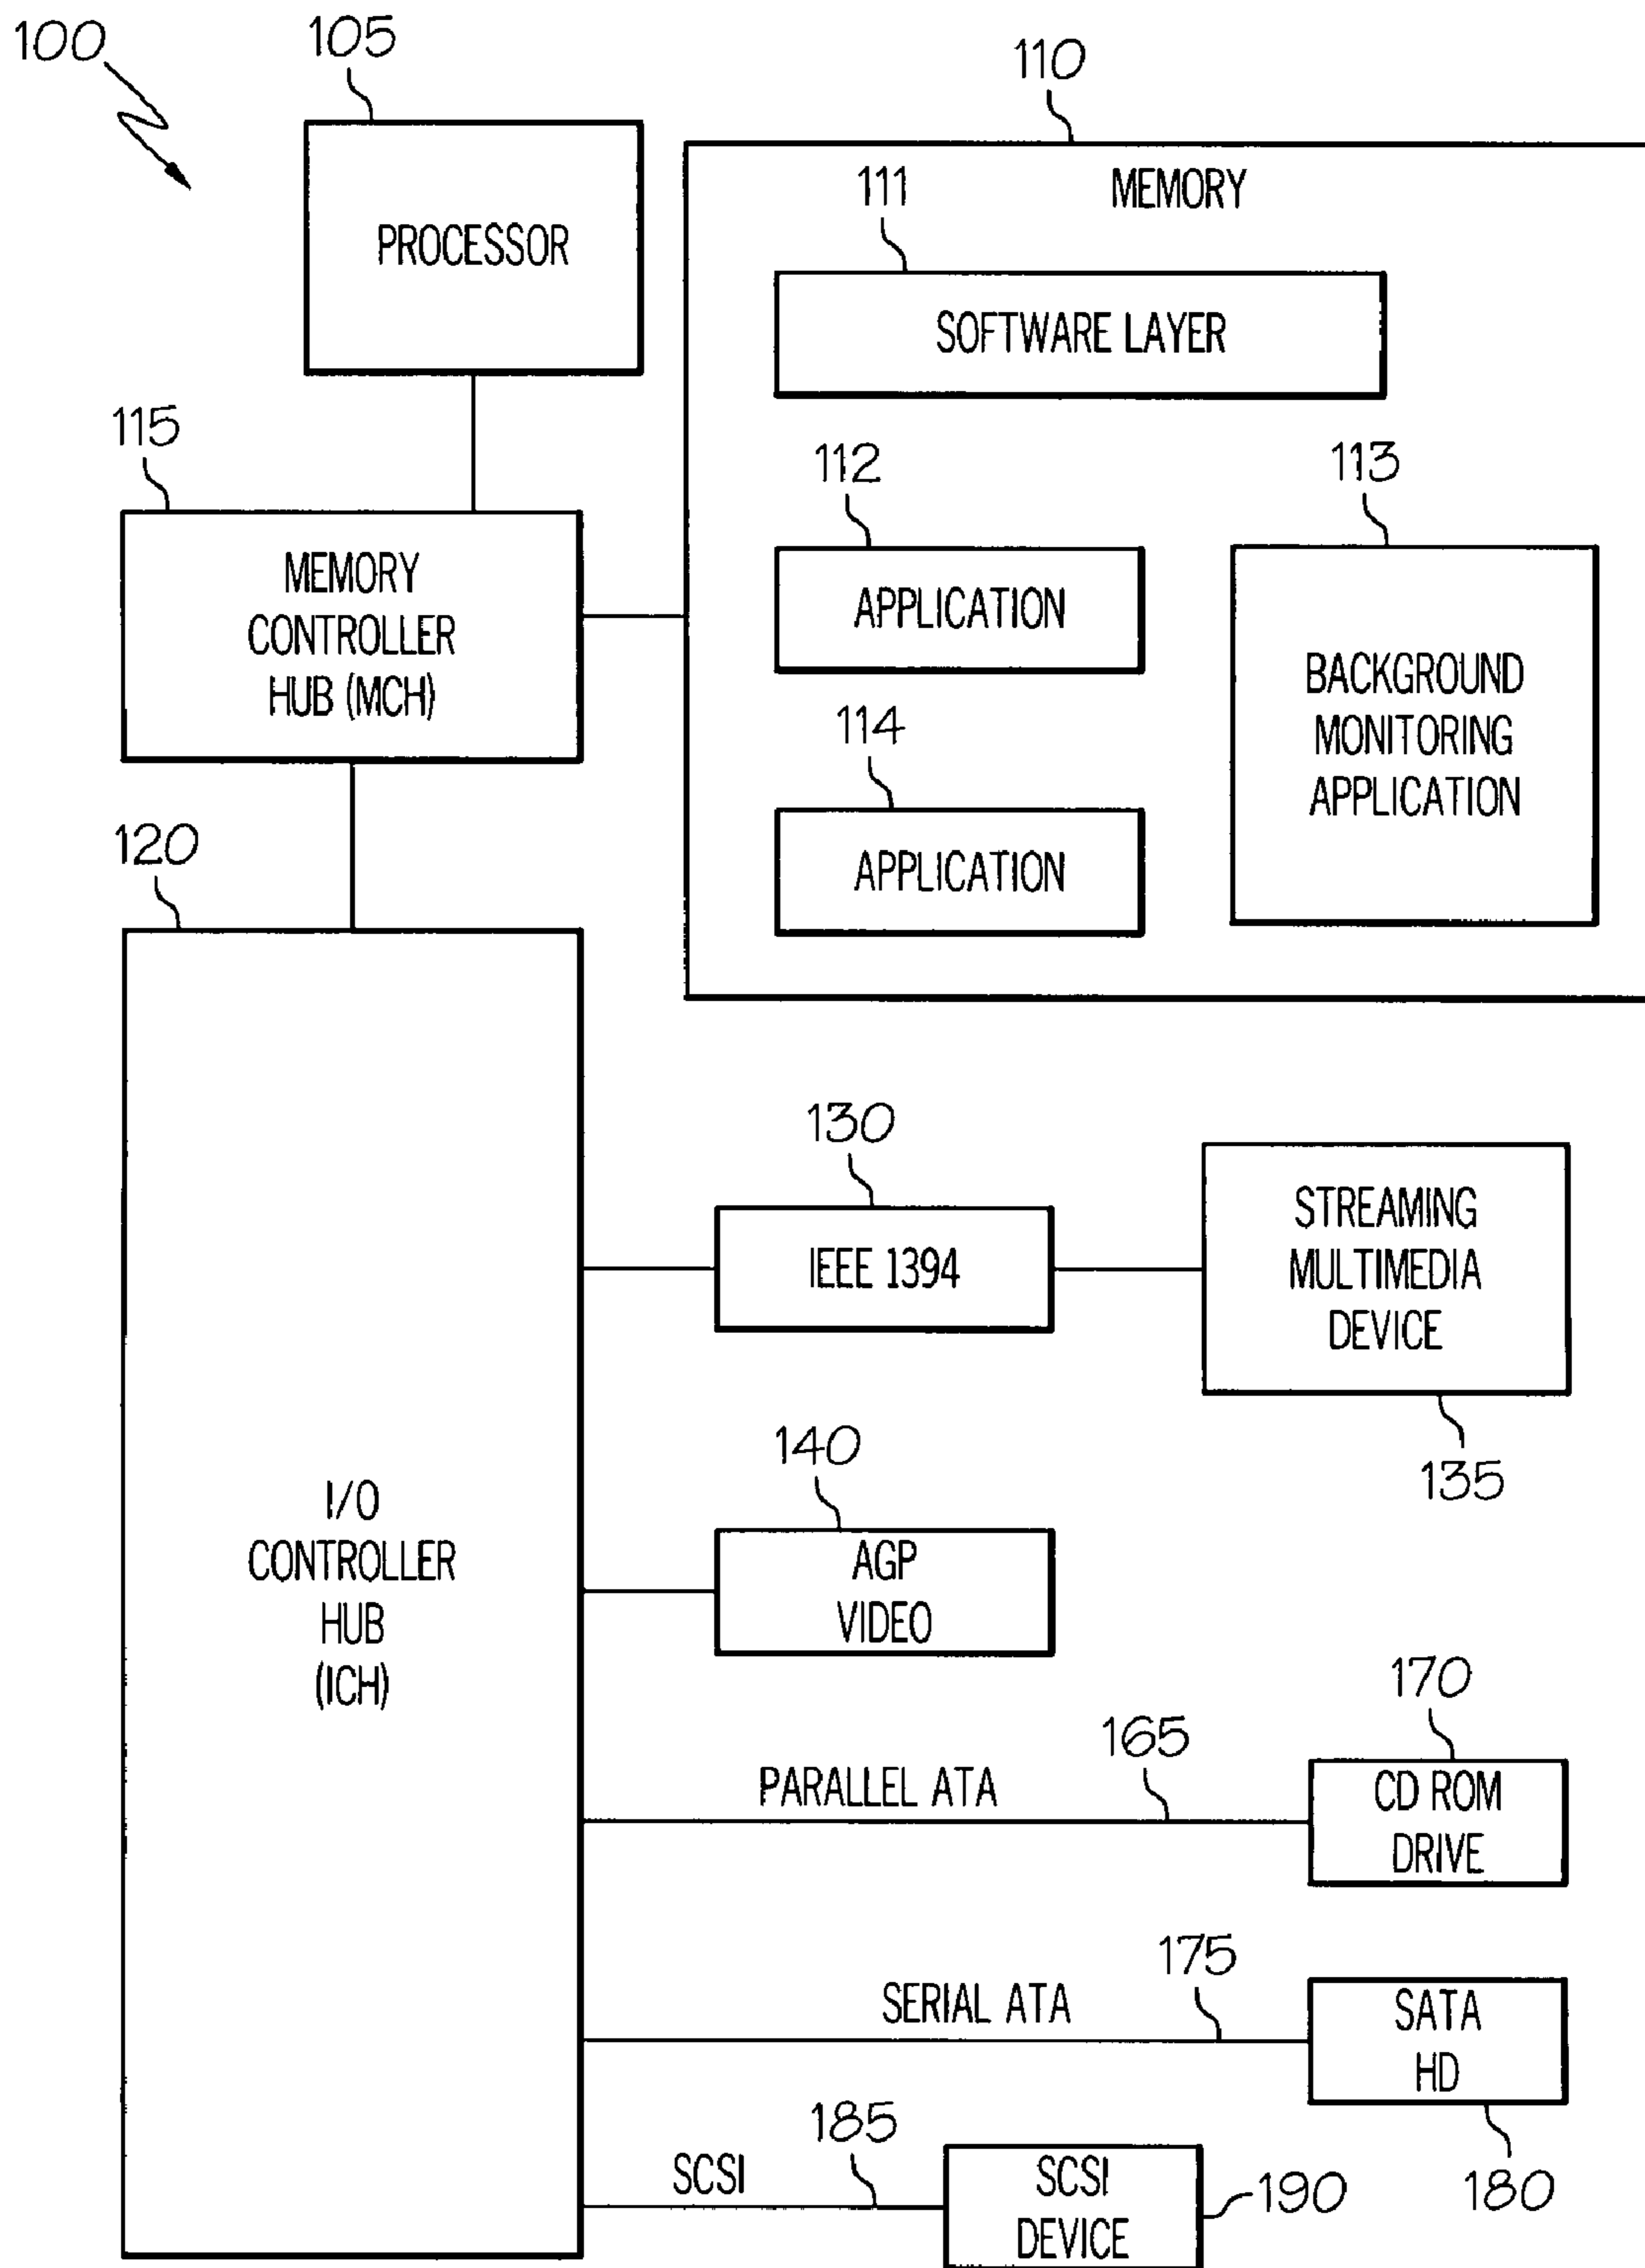 100
105
110
PROCESSOR
MEMORY
111
SOFTWARE LAYER
115
MEMORY
CONTROLLER
HUB (MCH)
112
APPLICATION
113
BACKGROUND
MONITORING
APPLICATION
114
APPLICATION
120
I/O
CONTROLLER
HUB
(ICH)
130
IEEE 1394
STREAMING
MULTIMEDIA
DEVICE
135
140
AGP
VIDEO
PARALLEL ATA
165
170
CD ROM
DRIVE
SERIAL ATA
175
SATA
HD
180
SCSI
185
SCSI
DEVICE
190